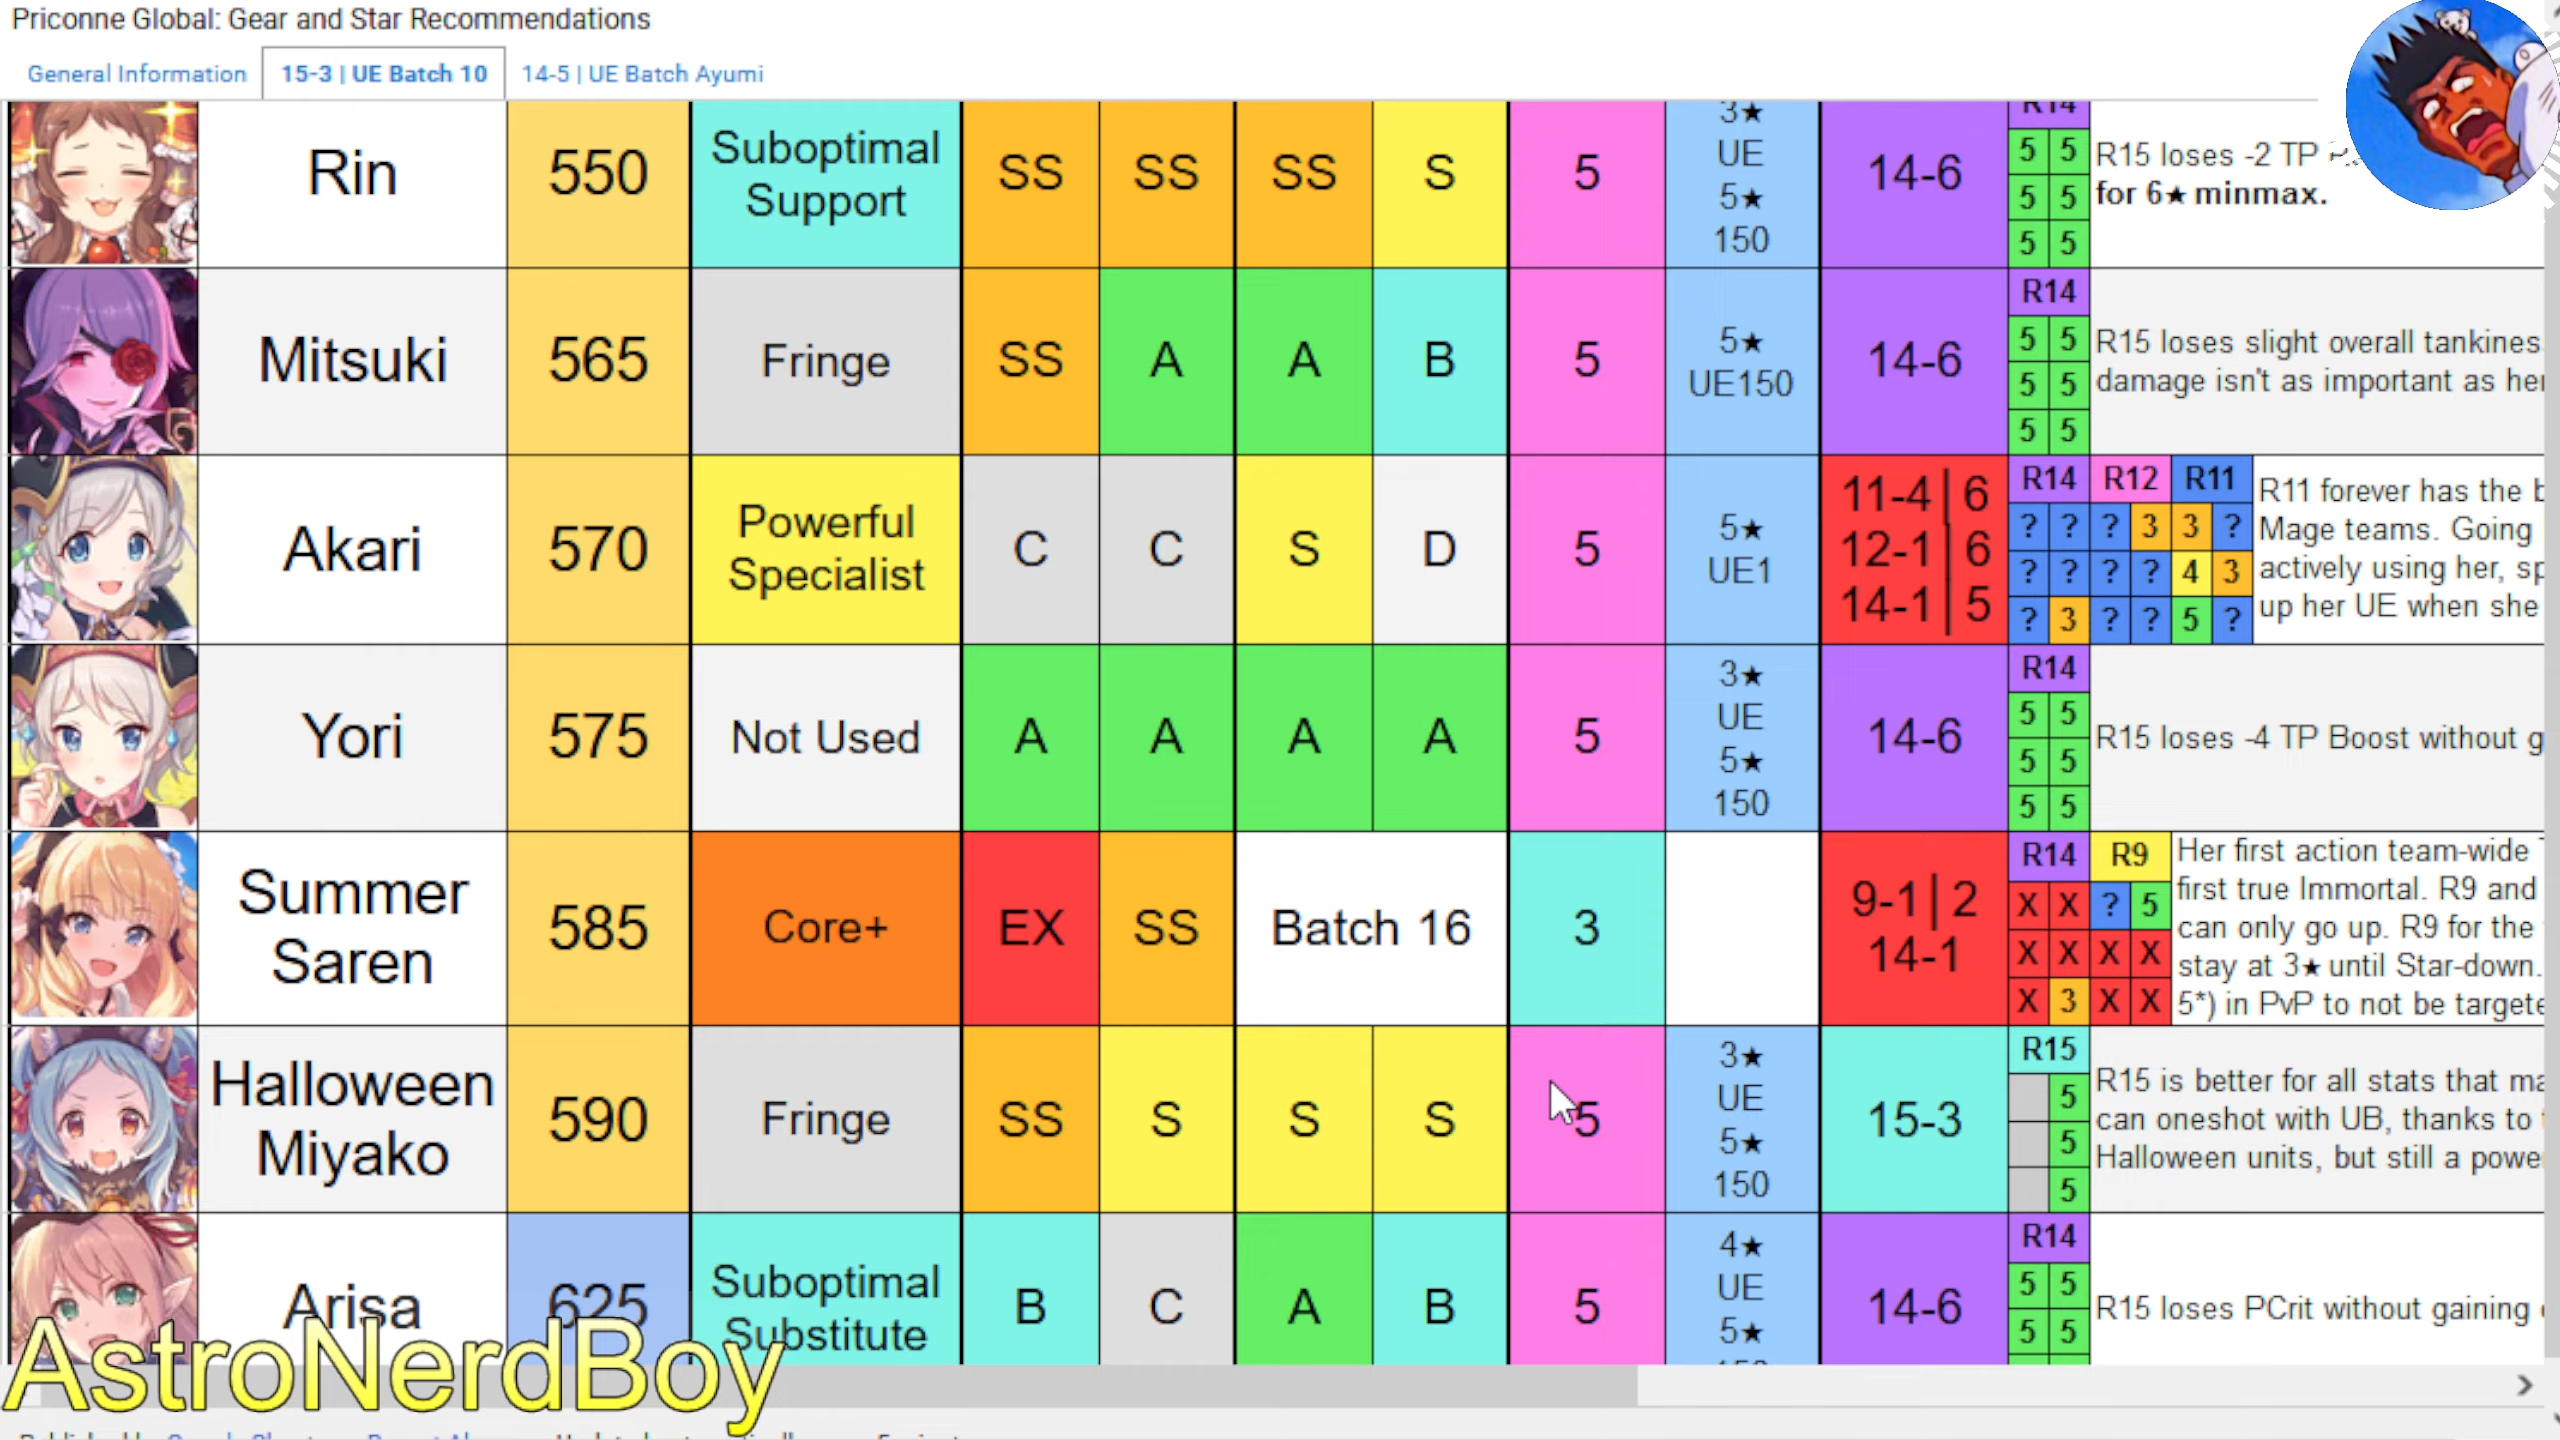 Priconne Global: Gear and Star Recommendations
General Information 15-3 | UE Batch 10 14-5 | UE Batch Ayumi
Rin 550 Suboptimal Support SS SS SS S 5 3★ UE 5★ 150 14-6 R14
5 5
5 5
5 5
R15 loses -2 TP
for 6★ minmax.
Mitsuki 565 Fringe SS A A B 5 5★ UE150 14-6 R14
5 5
5 5
5 5
R15 loses slight overall tankines
damage isn't as important as her
Akari 570 Powerful Specialist C C S D 5 5★ UE1
11-4 | 6
12-1 | 6
14-1 | 5
R14 R12 R11
? ? ? 3 3 ?
? ? ? ? 4 3
? 3 ? ? 5 ?
R11 forever has the b
Mage teams. Going
actively using her, sp
up her UE when she
Yori 575 Not Used A A A A 5 3★ UE 5★ 150 14-6 R14
5 5
5 5
5 5
R15 loses -4 TP Boost without g
Summer Saren 585 Core+ EX SS Batch 16 3
9-1 | 2
14-1
R14 R9
X X ? 5
X X X X
X 3 X X
Her first action team-wide
first true Immortal. R9 and
can only go up. R9 for the
stay at 3★ until Star-down.
5*) in PvP to not be targete
Halloween Miyako 590 Fringe SS S S S 5 3★ UE 5★ 150 15-3 R15
5
5
5
R15 is better for all stats that ma
can oneshot with UB, thanks to
Halloween units, but still a powe
Arisa 625 Suboptimal Substitute B C A B 5 4★ UE 5★ 14-6 R14
5 5
5 5
R15 loses PCrit without gaining
AstroNerdBoy